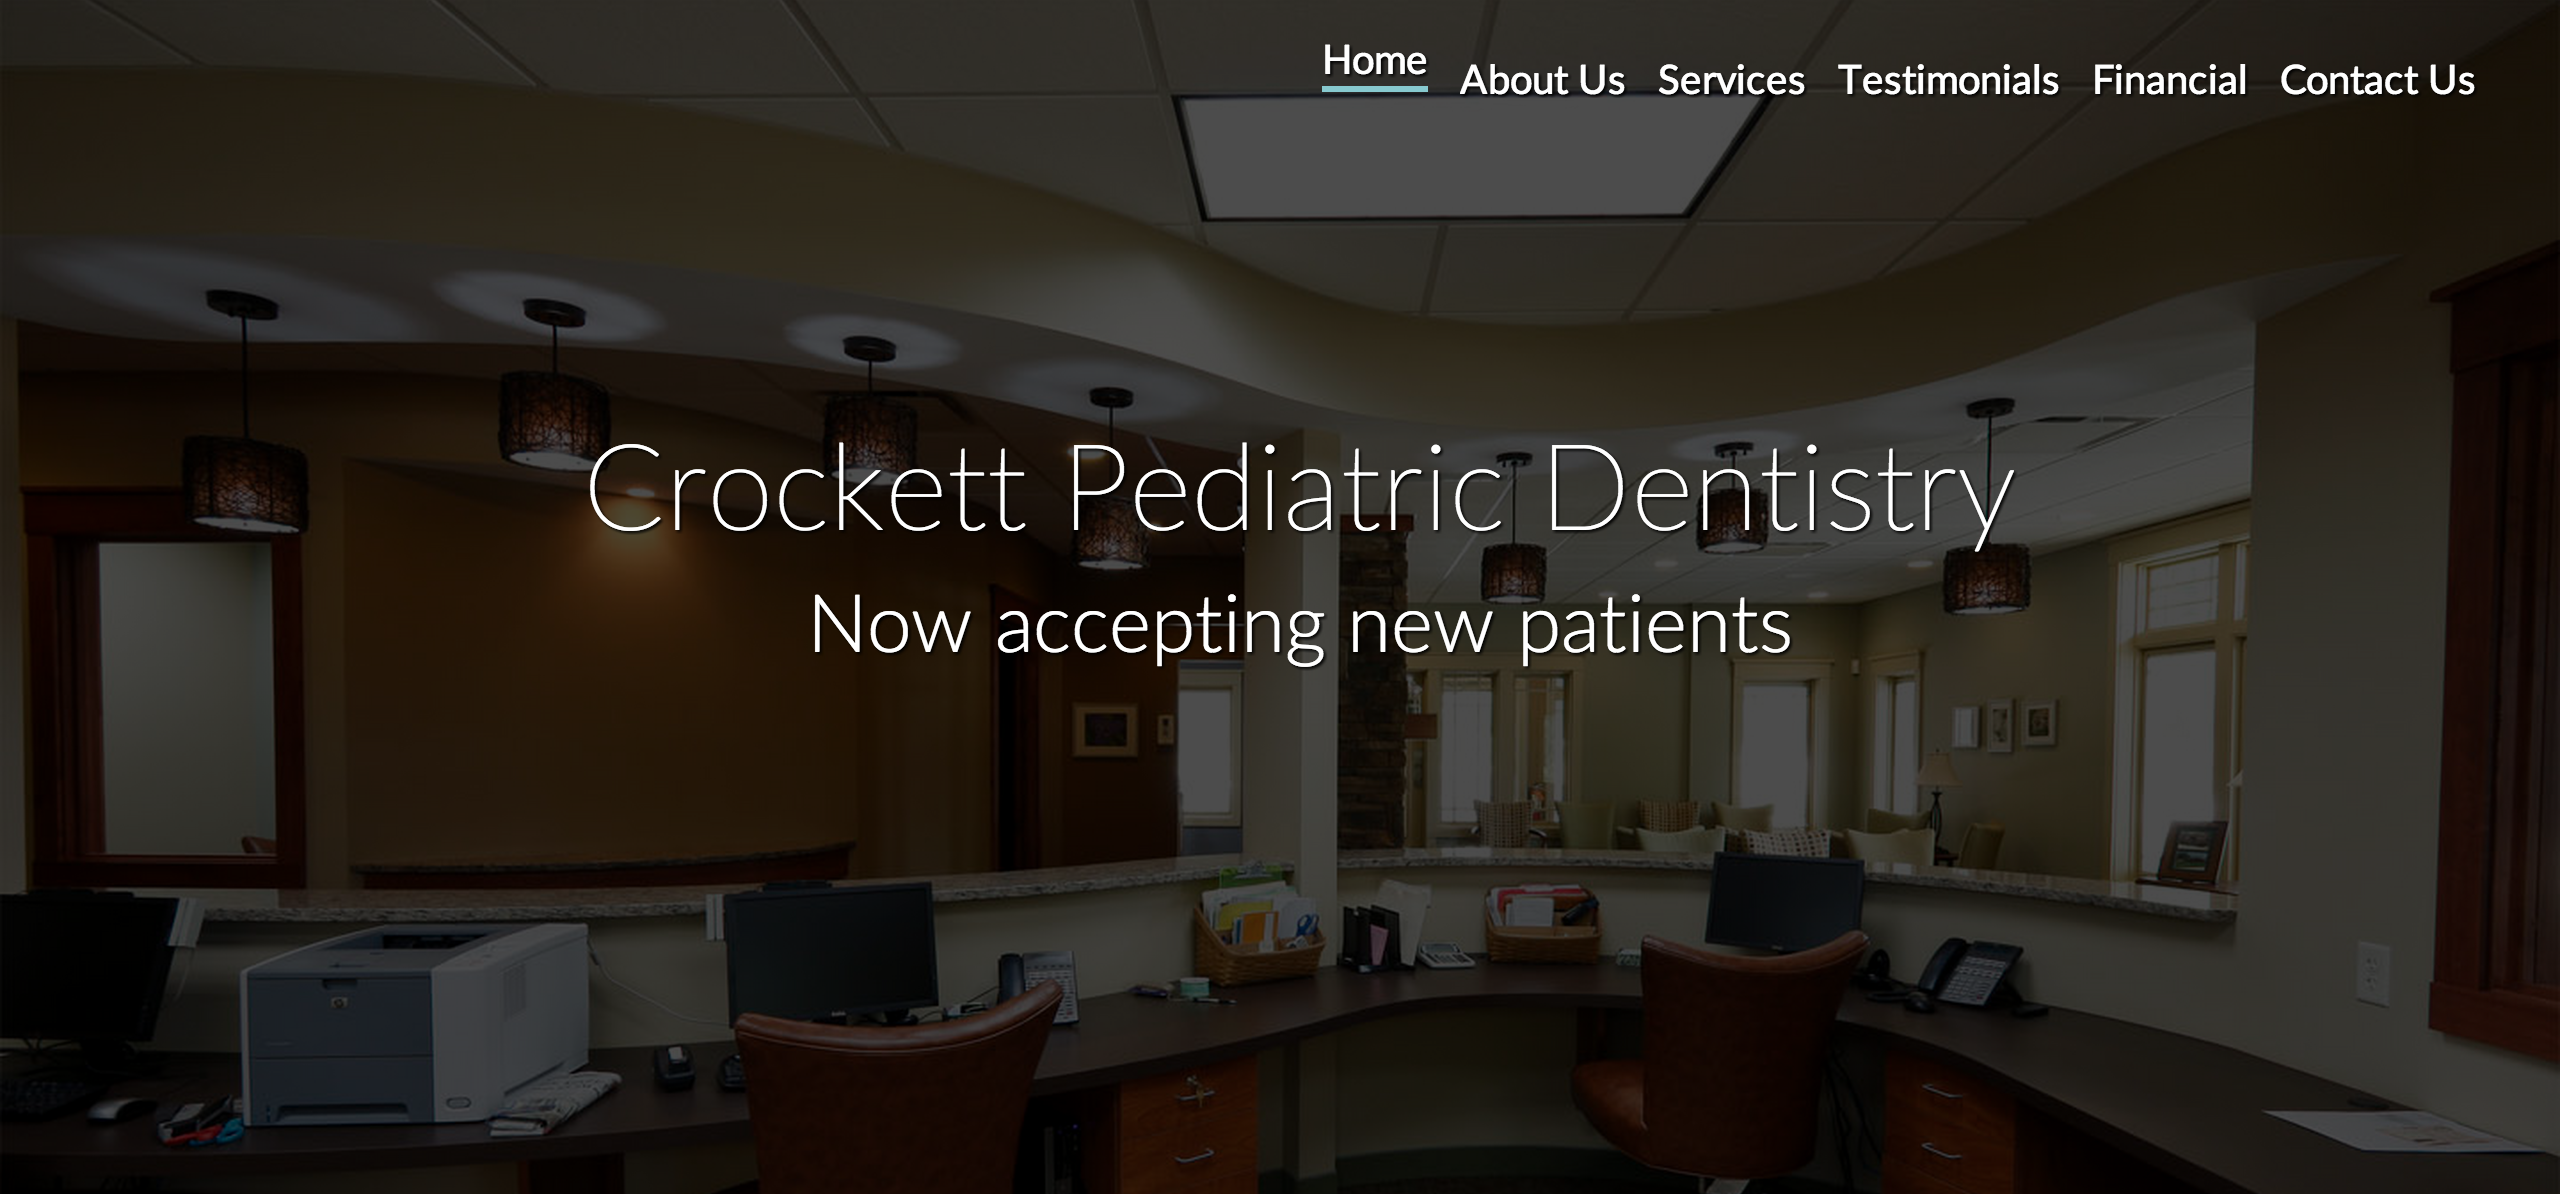 Home About Us Services Testimonials Financial Contact Us
Crockett Pediatric Dentistry
Now accepting new patients